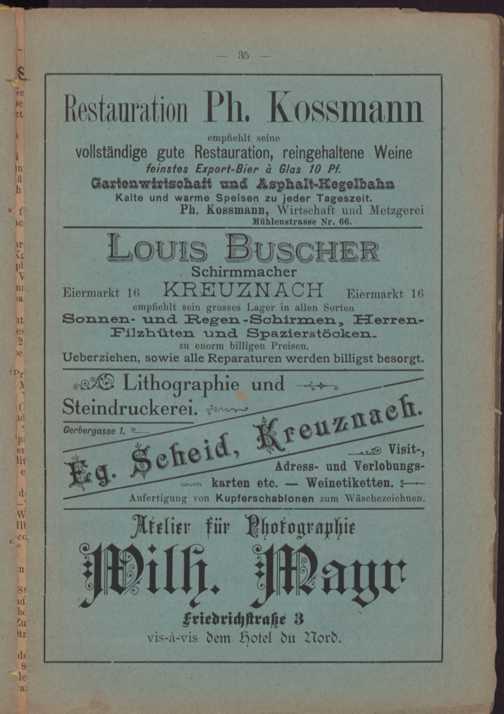 — 35 —
Restauration Ph. Kossmann
empfiehlt seine
vollständige gute Restauration, reingehaltene Weine
feinstes Export-Bier à Glas 10 Pf.
Gartenwirtschaft und Asphalt-Kegelbahn
Kalte und warme Speisen zu jeder Tageszeit.
Ph. Kossmann, Wirtschaft und Metzgerei
Mühlenstrasse Nr. 66.
LOUIS BUSCHER
Schirmmacher
Eiermarkt 16 KREUZNACH Eiermarkt 16
empfiehlt sein grosses Lager in allen Sorten
Sonnen- und Regen-Schirmen, Herren-
Filzhüten und Spazierstöcken.
zu enorm billigen Preisen.
Ueberziehen, sowie alle Reparaturen werden billigst besorgt.
Lithographie und
Steindruckerei.
Gerbergasse 1.
Eg. Scheid, Kreuznach.
Visit-,
Adress- und Verlobungs-
karten etc. — Weinetiketten.
Anfertigung von Kupferschablonen zum Wäschezeichnen.
Atelier für Photographie
Wilh. Mayr
Friedrichstraße 3
vis-à-vis dem Hotel du Nord.